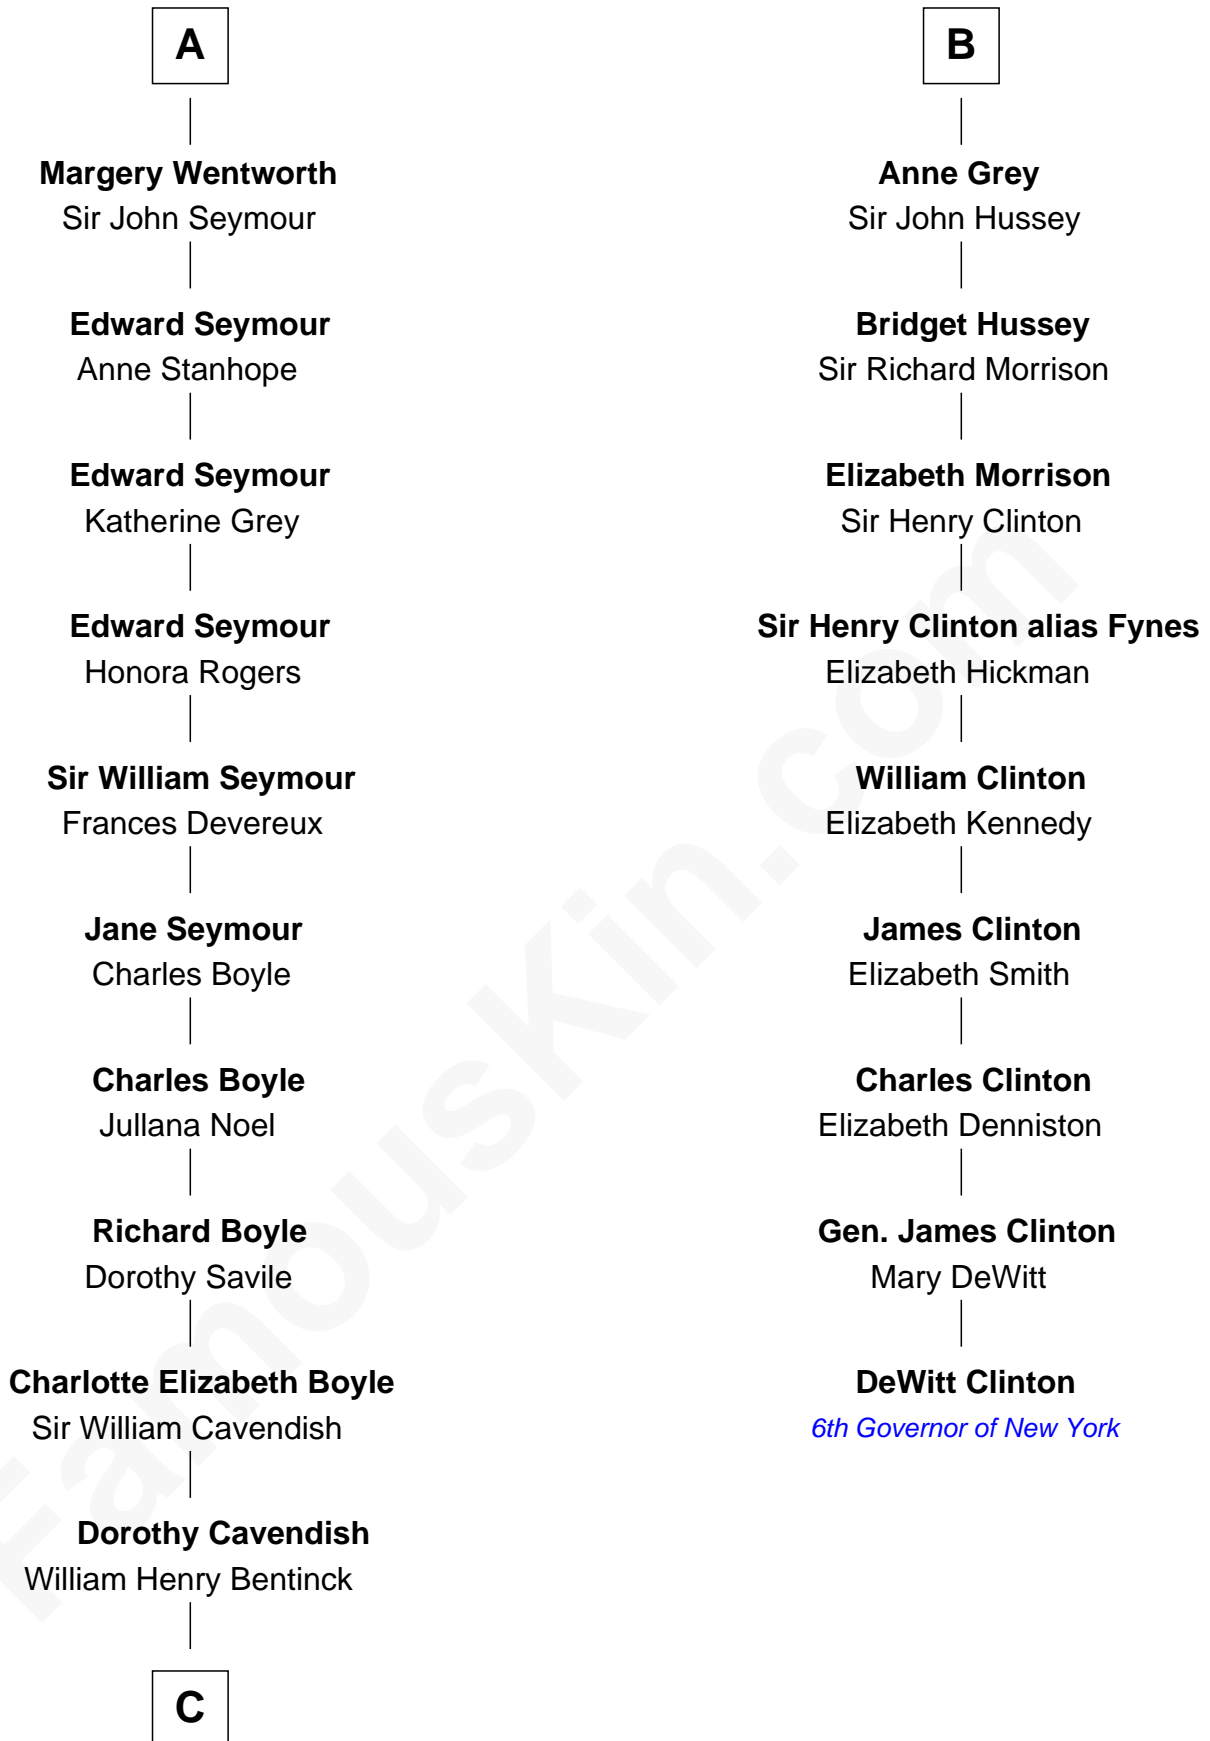 A
Margery Wentworth
Sir John Seymour
Edward Seymour
Anne Stanhope
Edward Seymour
Katherine Grey
Edward Seymour
Honora Rogers
Sir William Seymour
Frances Devereux
Jane Seymour
Charles Boyle
Charles Boyle
Jullana Noel
Richard Boyle
Dorothy Savile
Charlotte Elizabeth Boyle
Sir William Cavendish
Dorothy Cavendish
William Henry Bentinck
C
B
Anne Grey
Sir John Hussey
Bridget Hussey
Sir Richard Morrison
Elizabeth Morrison
Sir Henry Clinton
Sir Henry Clinton alias Fynes
Elizabeth Hickman
William Clinton
Elizabeth Kennedy
James Clinton
Elizabeth Smith
Charles Clinton
Elizabeth Denniston
Gen. James Clinton
Mary DeWitt
DeWitt Clinton
6th Governor of New York
FamousKin.com